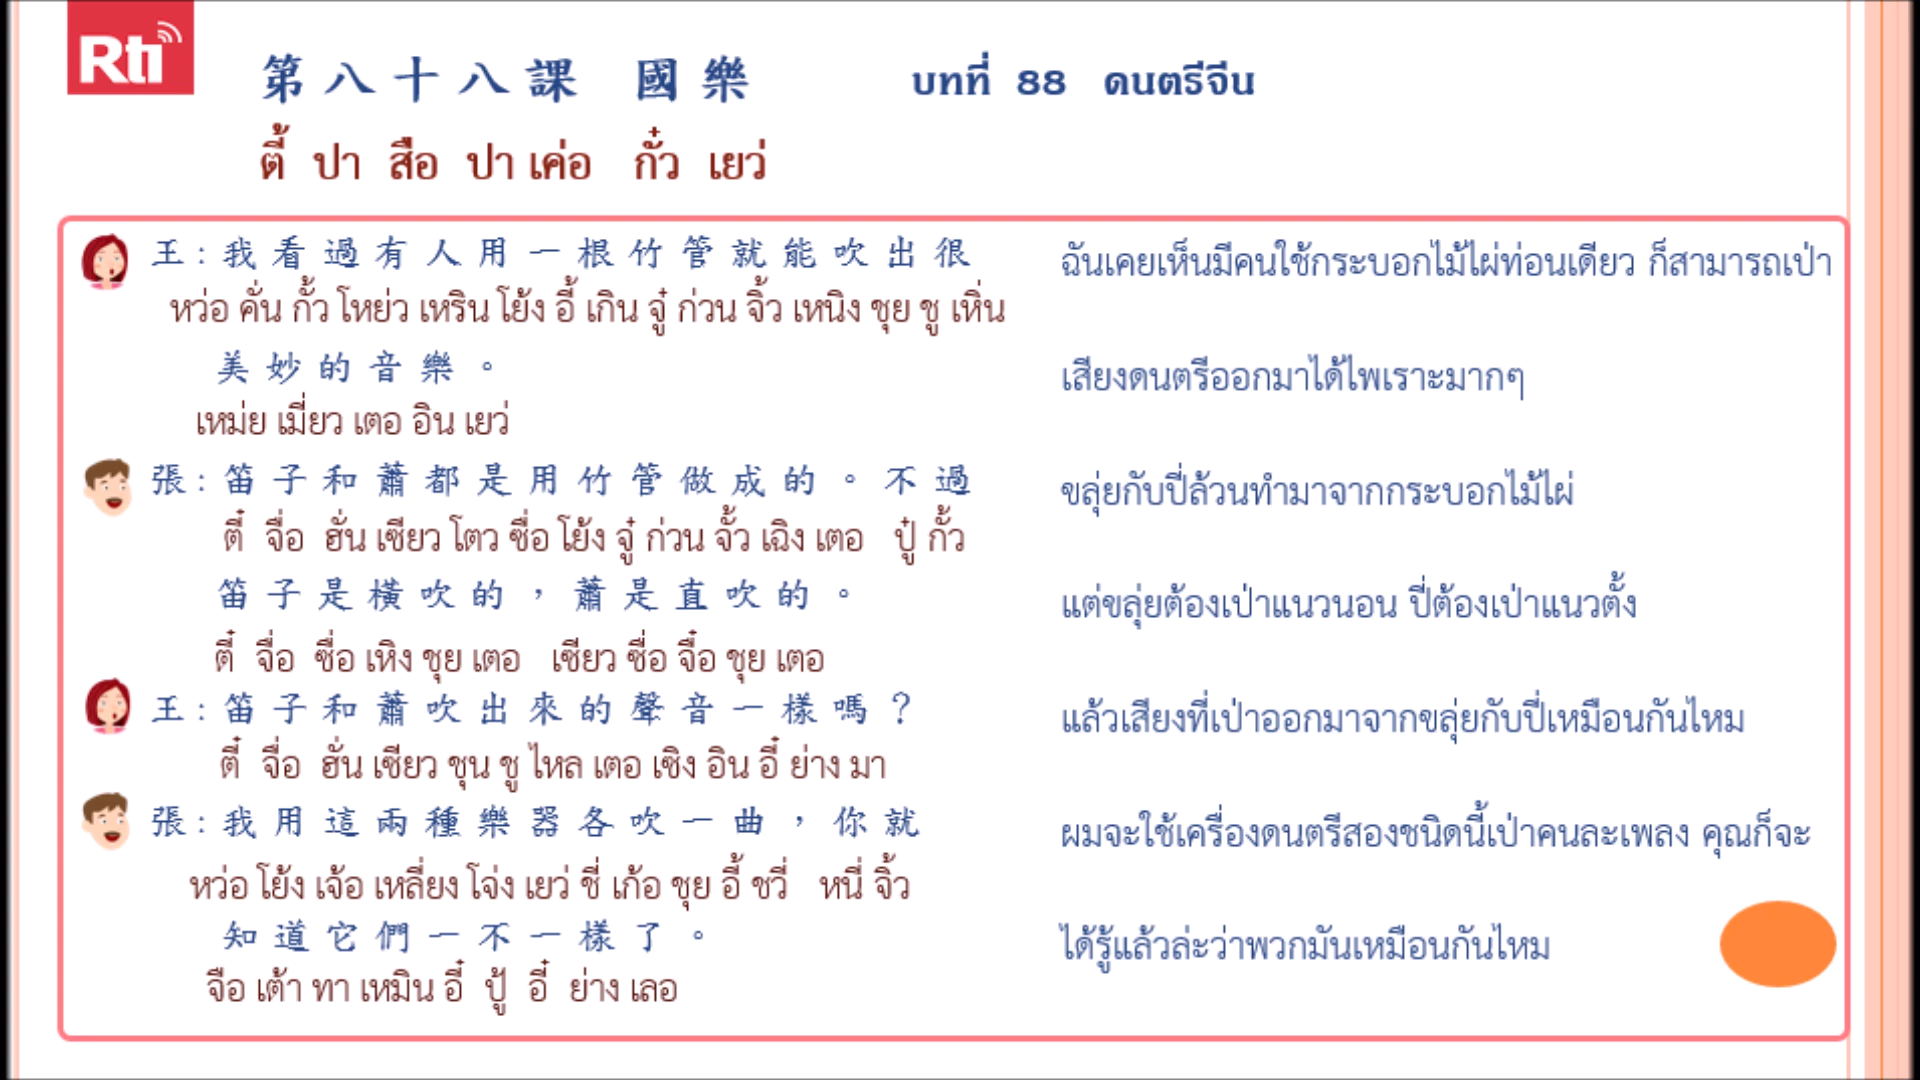 Rti
第八十八課 國樂 บทที่ 88 ดนตรีจีน
ตี้ ปา สือ ปา เค่อ กั๋ว เยว่
王：我看過有人用一根竹管就能吹出很 ฉันเคยเห็นมีคนใช้กระบอกไม้ไผ่ท่อนเดียว ก็สามารถเป่า
หว่อ คั่น กั้ว โหย่ว เหริน โย้ง อี้ เกิน จู๋ ก่วน จิ้ว เหนิง ชุย ชู เหิ่น
美妙的音樂。 เสียงดนตรีออกมาได้ไพเราะมากๆ
เหม่ย เมี่ยว เตอ อิน เยว่
張：笛子和蕭都是用竹管做成的。不過 ขลุ่ยกับปี่ล้วนทำมาจากกระบอกไม้ไผ่
ตี๋ จื่อ ฮั่น เซียว โตว ซื่อ โย้ง จู๋ ก่วน จั้ว เฉิง เตอ ปู๋ กั้ว
笛子是橫吹的，蕭是直吹的。 แต่ขลุ่ยต้องเป่าแนวนอน ปี่ต้องเป่าแนวตั้ง
ตี๋ จื่อ ซื่อ เหิง ชุย เตอ เซียว ซื่อ จื๋อ ชุย เตอ
王：笛子和蕭吹出來的聲音一樣嗎？ แล้วเสียงที่เป่าออกมาจากขลุ่ยกับปี่เหมือนกันไหม
ตี๋ จื่อ ฮั่น เซียว ชุน ชู ไหล เตอ เซิง อิน อี๋ ย่าง มา
張：我用這兩種樂器各吹一曲，你就 ผมจะใช้เครื่องดนตรีสองชนิดนี้เป่าคนละเพลง คุณก็จะ
หว่อ โย้ง เจ้อ เหลี่ยง โจ่ง เยว่ ชี่ เก้อ ชุย อี้ ชวี่ หนี่ จิ้ว
知道它們一不一樣了。 ได้รู้แล้วล่ะว่าพวกมันเหมือนกันไหม
จือ เต้า ทา เหมิน อี๋ ปู้ อี๋ ย่าง เลอ